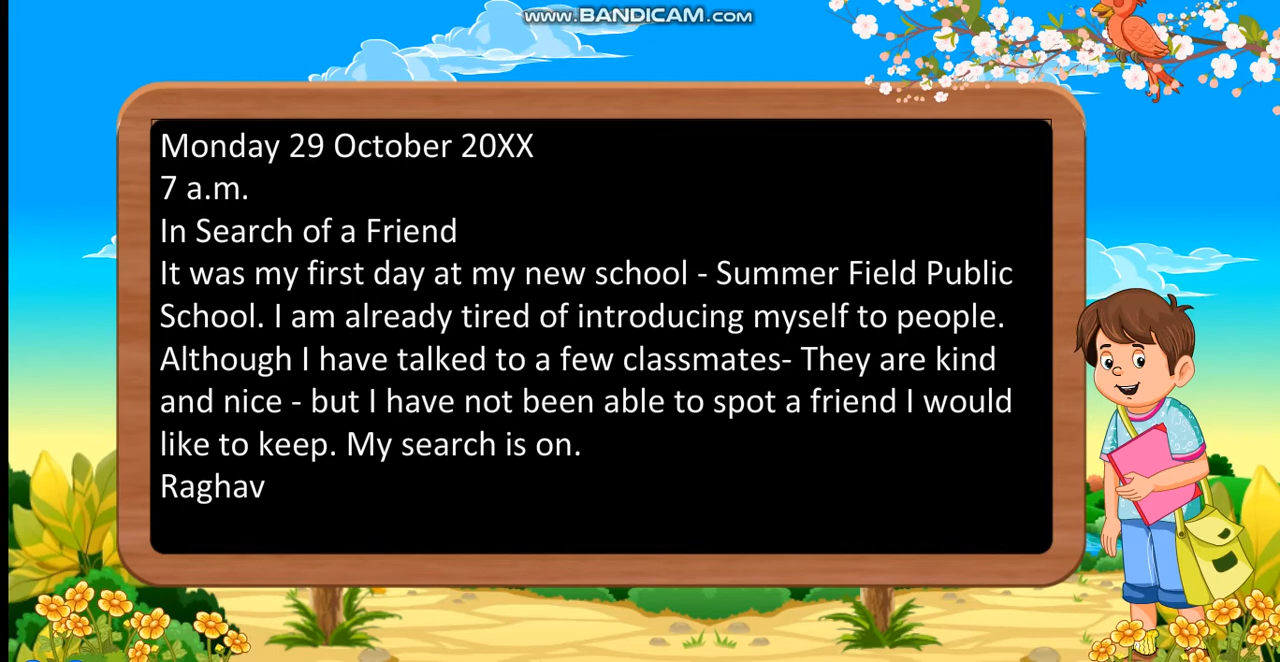 www.BANDICAM.com
Monday 29 October 20XX
7 a.m.
In Search of a Friend
It was my first day at my new school - Summer Field Public
School. I am already tired of introducing myself to people.
Although I have talked to a few classmates- They are kind
and nice - but I have not been able to spot a friend I would
like to keep. My search is on.
Raghav